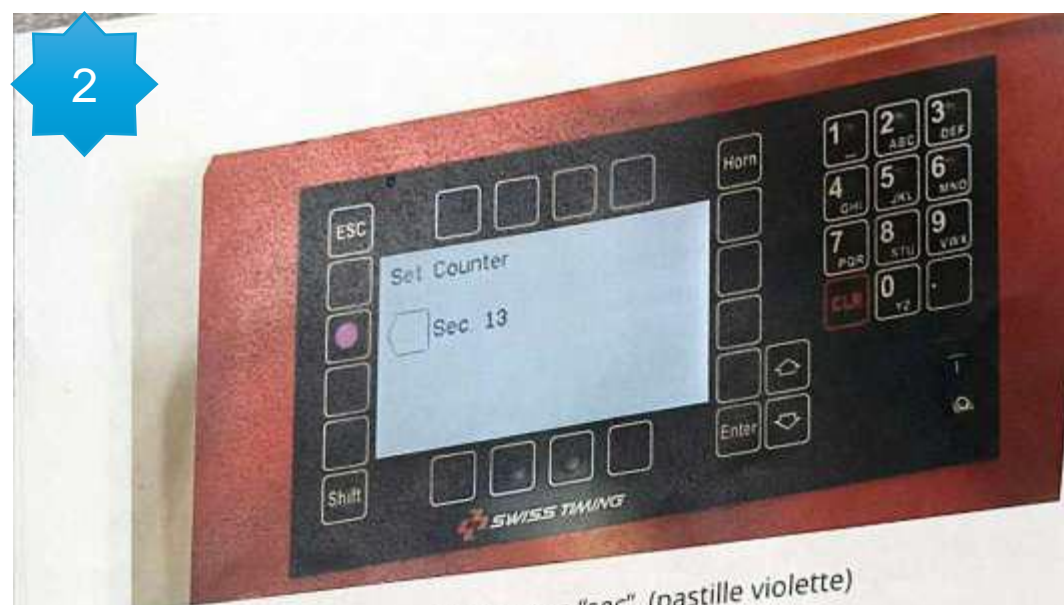 2
ESC
Horn
Set Counter
Sec. 13
Shift
Enter
1
2 ABC
3 DEF
4 GHI
5 JKL
6 MNO
7 PQR
8 STU
9 VWX
CLR
0 YZ
.
SWISS TIMING
"sec" (pastille violette)